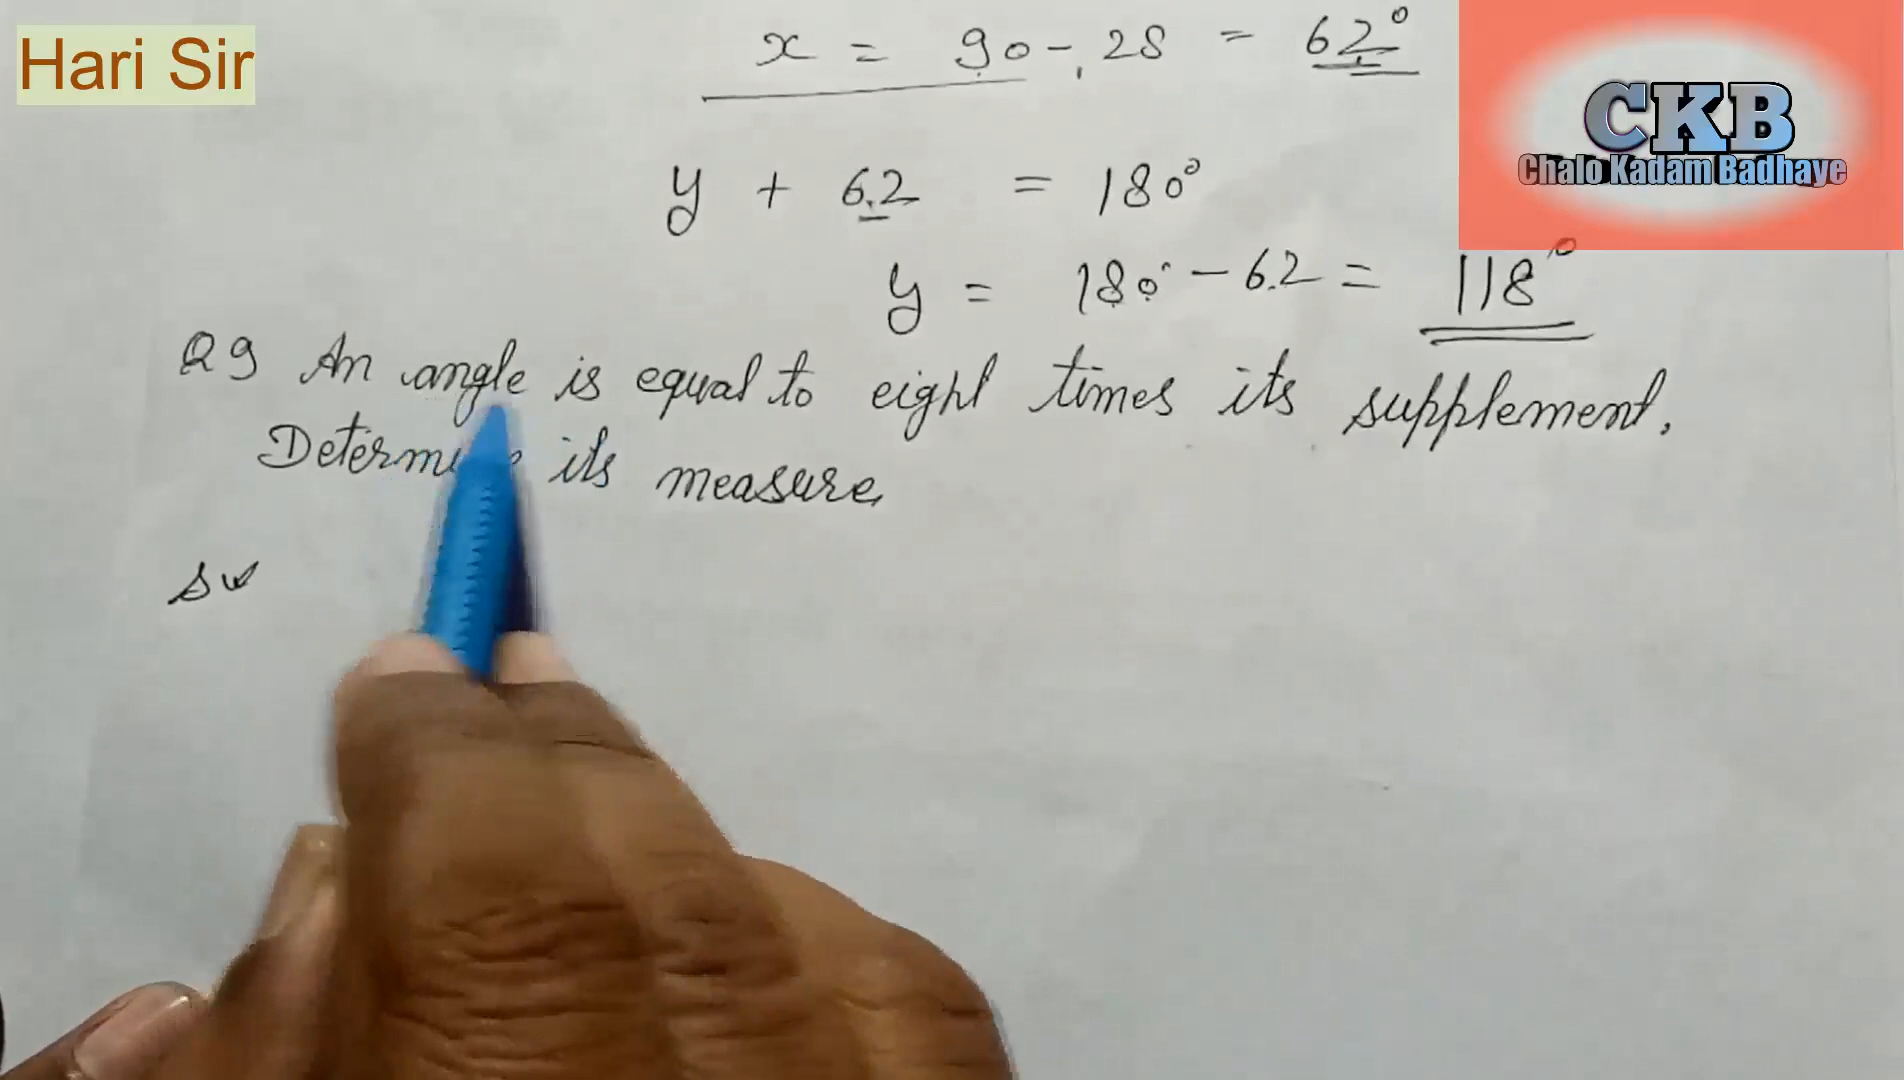 Hari Sir
x = 90 - 28 = 62°
CKB
Chalo Kadam Badhaye
y + 62 = 180°
y = 180° - 62 = 118°
Q9 An angle is equal to eight times its supplement.
its measure